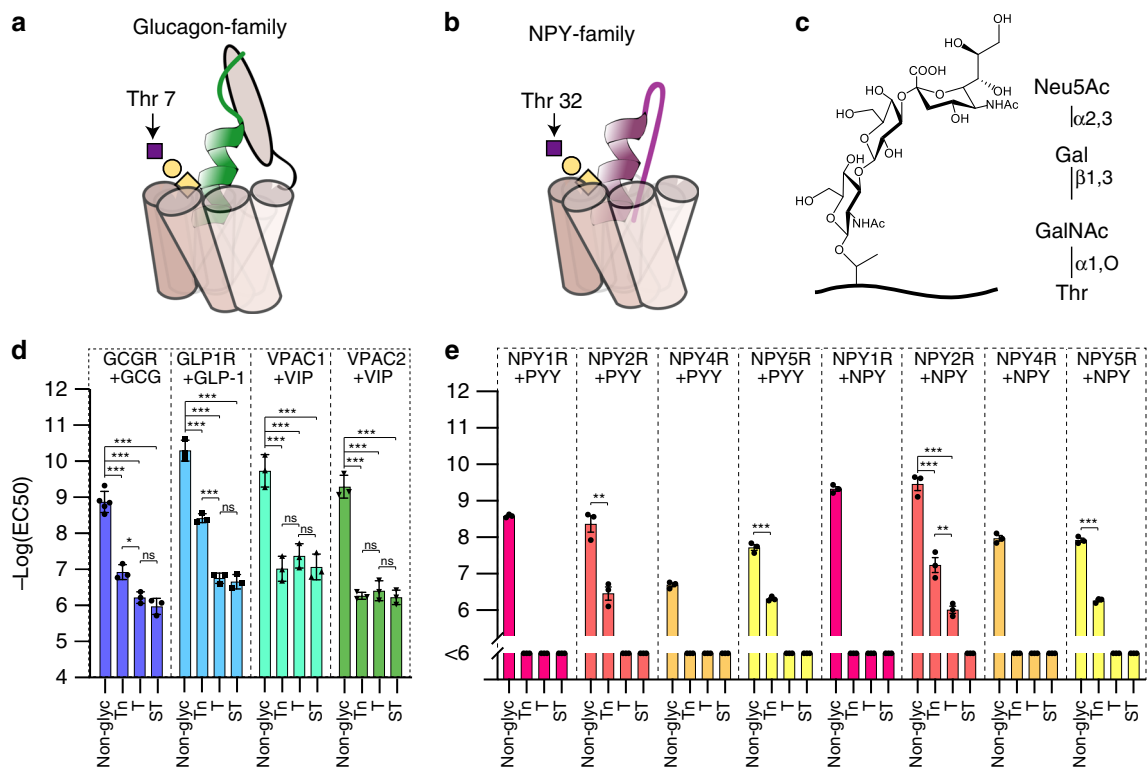 a
Glucagon-family
Thr 7
b
NPY-family
Thr 32
c
OH
HO
OH
COOH
HO
O
OH
HO
O
NHAc
HO
O
OH
OH
OH
O
HO
HO
O
NHAc
O
Neu5Ac
α2,3
Gal
β1,3
GalNAc
α1,O
Thr
d
GCGR
+GCG
GLP1R
+GLP-1
VPAC1
+VIP
VPAC2
+VIP
–Log(EC50)
12
11
10
9
8
7
6
5
4
***
***
***
*
ns
***
***
***
***
ns
***
***
***
ns
ns
***
***
***
ns
ns
Non-glyc
Tn
T
ST
Non-glyc
Tn
T
ST
Non-glyc
Tn
T
ST
Non-glyc
Tn
T
ST
e
NPY1R
+PYY
NPY2R
+PYY
NPY4R
+PYY
NPY5R
+PYY
NPY1R
+NPY
NPY2R
+NPY
NPY4R
+NPY
NPY5R
+NPY
12
11
10
9
8
7
6
<6
**
***
***
***
**
***
Non-glyc
Tn
T
ST
Non-glyc
Tn
T
ST
Non-glyc
Tn
T
ST
Non-glyc
Tn
T
ST
Non-glyc
Tn
T
ST
Non-glyc
Tn
T
ST
Non-glyc
Tn
T
ST
Non-glyc
Tn
T
ST